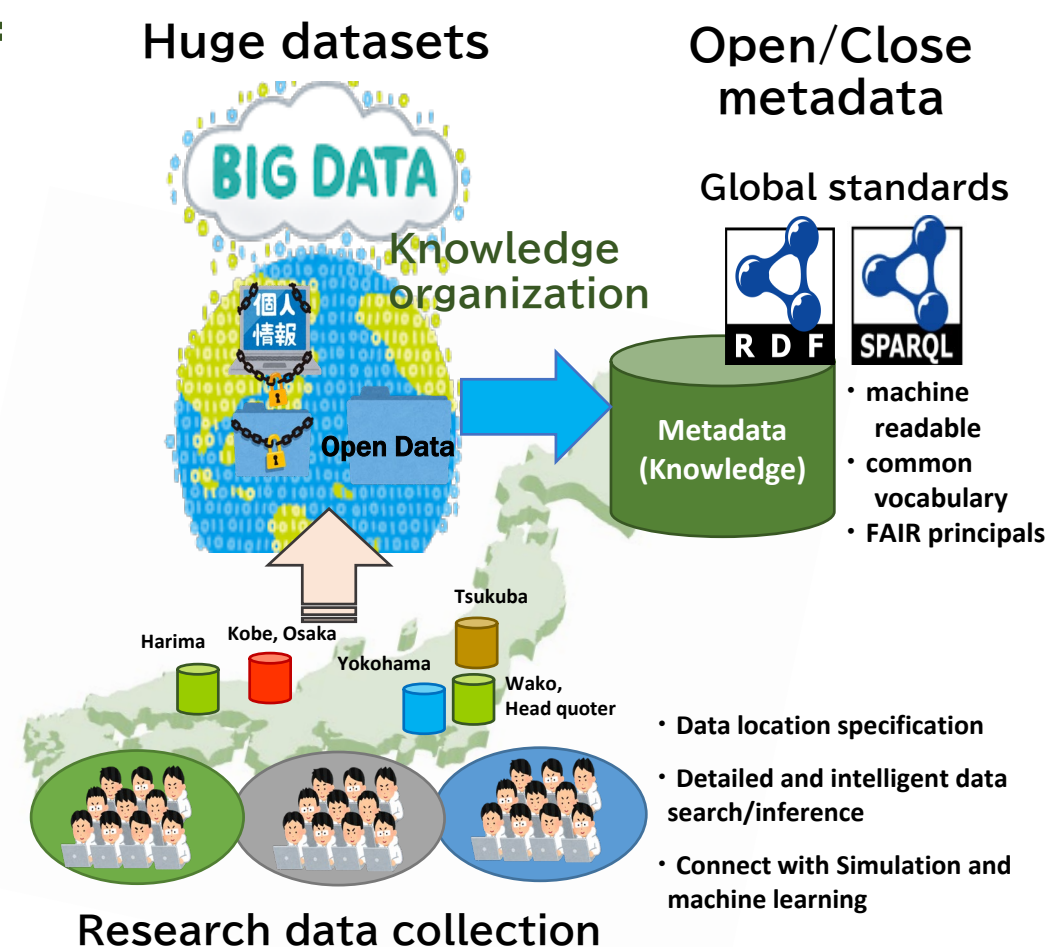 Huge datasets
Open/Close
metadata
BIG DATA
Global standards
Knowledge
organization
個人
情報
Open Data
RDF
SPARQL
Metadata
(Knowledge)
・machine
readable
・common
vocabulary
・FAIR principals
Tsukuba
Harima
Kobe, Osaka
Yokohama
Wako,
Head quoter
・Data location specification
・Detailed and intelligent data
search/inference
・Connect with Simulation and
machine learning
Research data collection